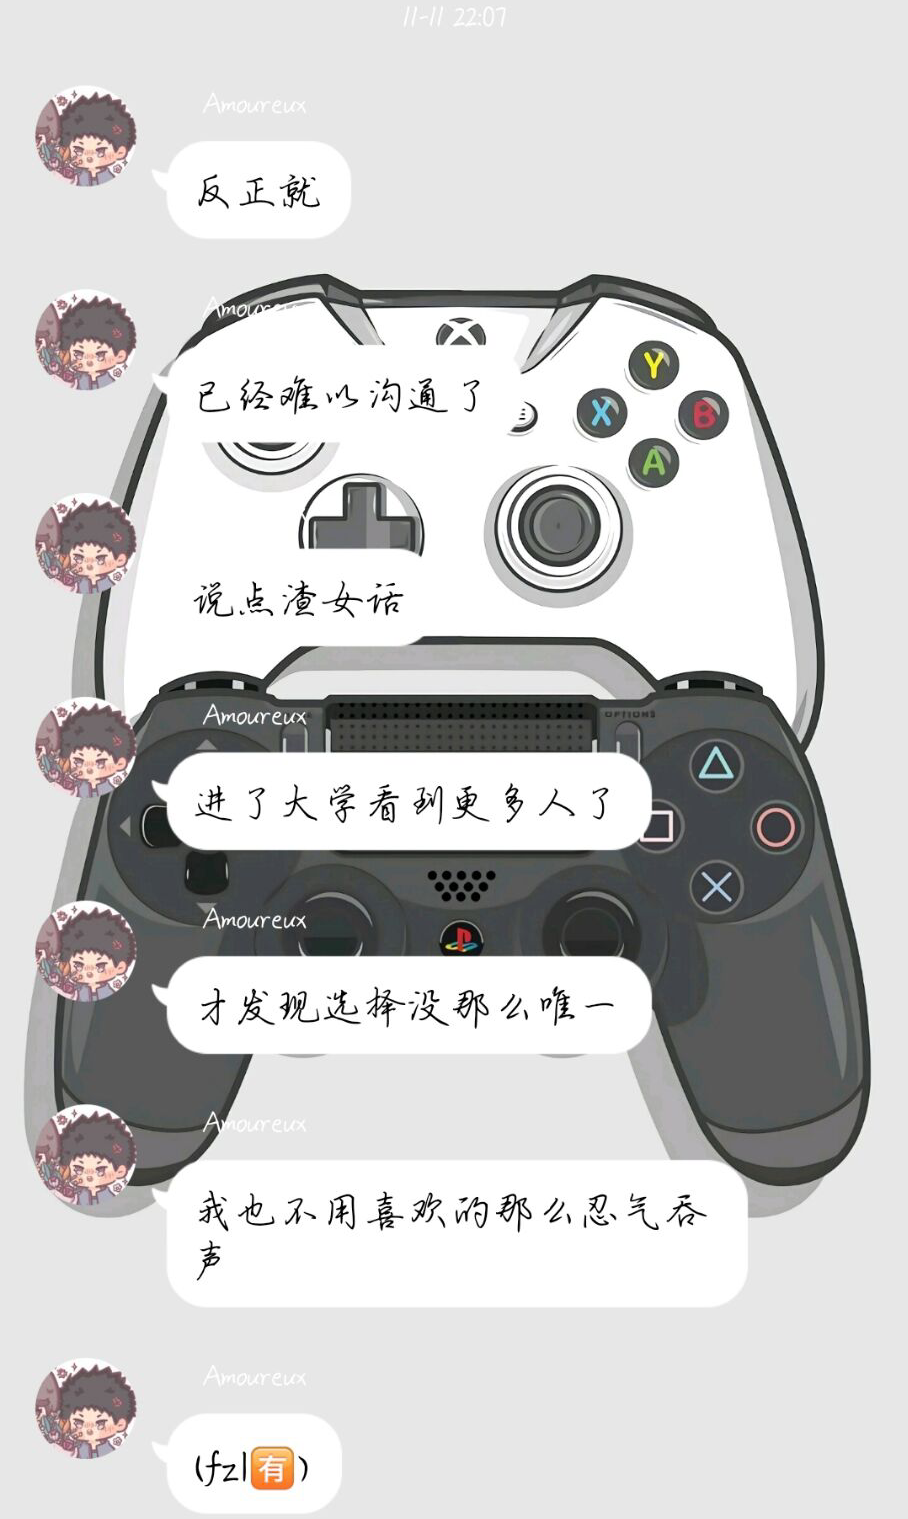 11-11 22:07
Amoureux
反正就
Amoureux
已经难以沟通了
说点渣女话
Y
X
B
A
OPTIONS
Amoureux
进了大学看到更多人了
Amoureux
才发现选择没那么唯一
Amoureux
我也不用喜欢的那么忍气吞
声
Amoureux
(fzl🈶)